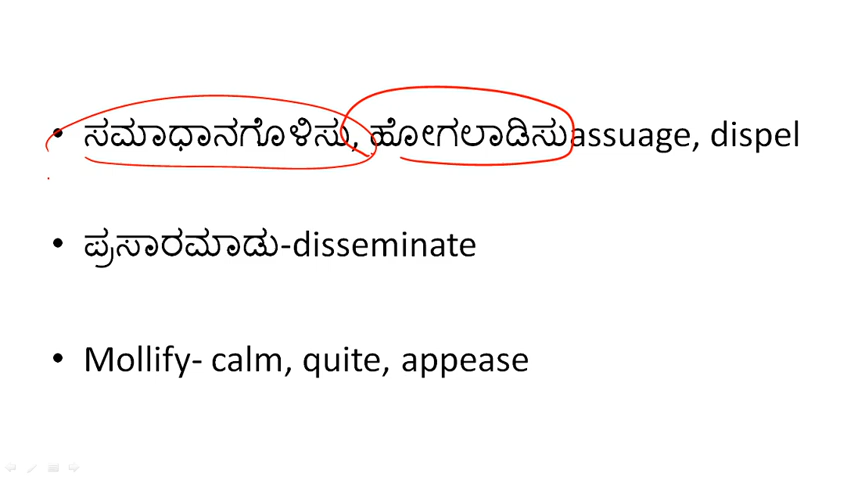 • ಸಮಾಧಾನಗೊಳಿಸು, ಹೋಗಲಾಡಿಸುassuage, dispel
• ಪ್ರಸಾರಮಾಡು-disseminate
• Mollify- calm, quite, appease